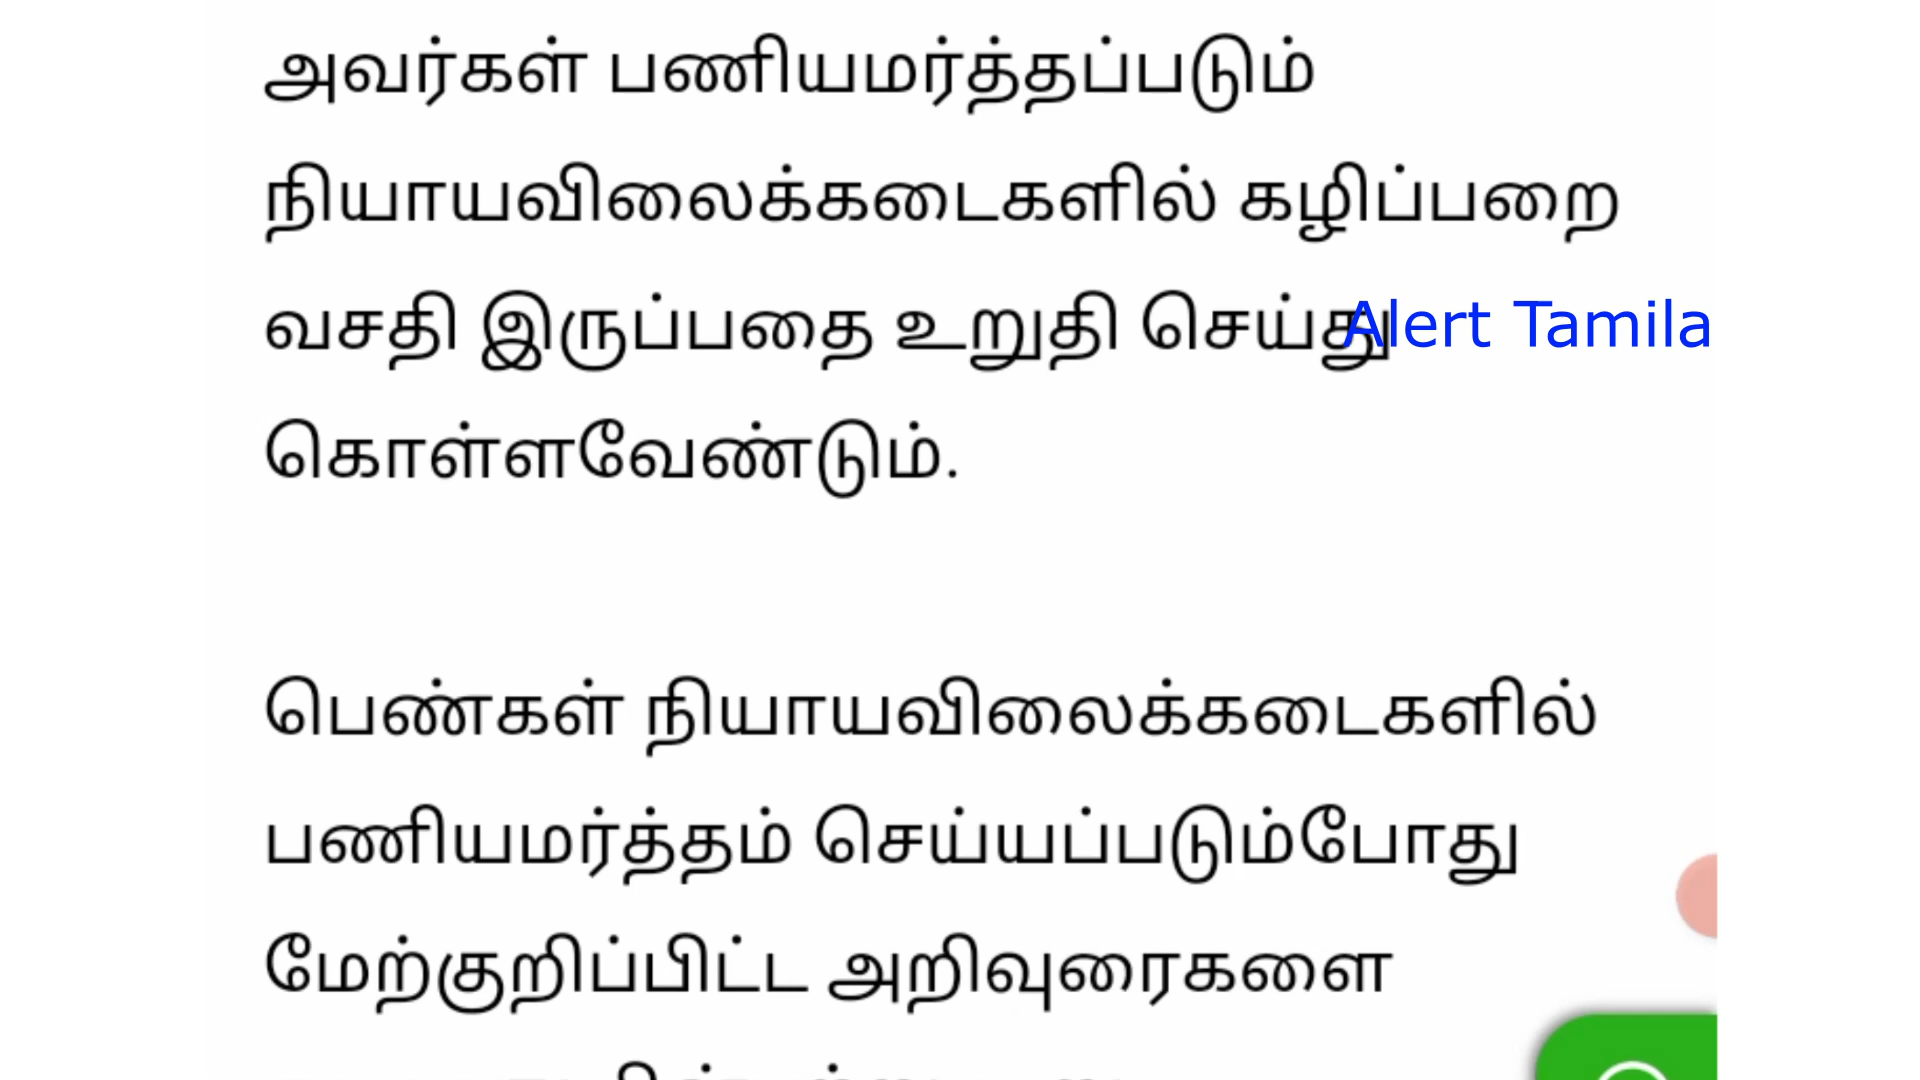 அவர்கள் பணியமர்த்தப்படும்
நியாயவிலைக்கடைகளில் கழிப்பறை
வசதி இருப்பதை உறுதி செய்து
Alert Tamila
கொள்ளவேண்டும்.
பெண்கள் நியாயவிலைக்கடைகளில்
பணியமர்த்தம் செய்யப்படும்போது
மேற்குறிப்பிட்ட அறிவுரைகளை